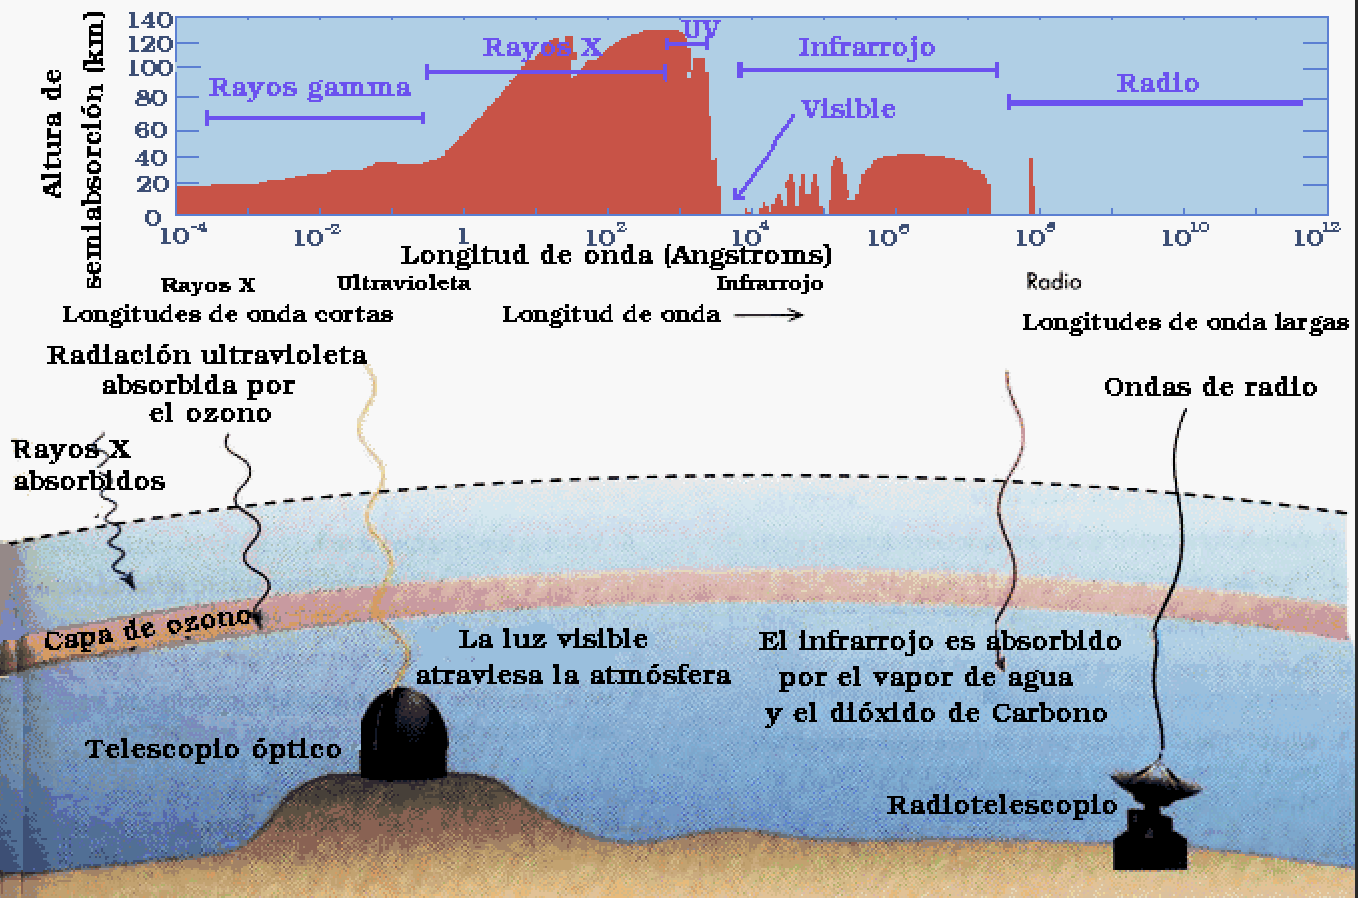 140
120
100
80
60
40
20
0
Altura de
semiabsorción (km)
Rayos gamma
Rayos X
UV
Infrarrojo
Visible
Radio
10-4
10-2
1
10²
10⁴
10⁶
10⁸
10¹⁰
10¹²
Longitud de onda (Angstroms)
Rayos X
Ultravioleta
Infrarrojo
Radio
Longitudes de onda cortas
Longitud de onda
Longitudes de onda largas
Radiación ultravioleta
absorbida por
el ozono
Ondas de radio
Rayos X
absorbidos
Capa de ozono
La luz visible
atraviesa la atmósfera
El infrarrojo es absorbido
por el vapor de agua
y el dióxido de Carbono
Telescopio óptico
Radiotelescopio